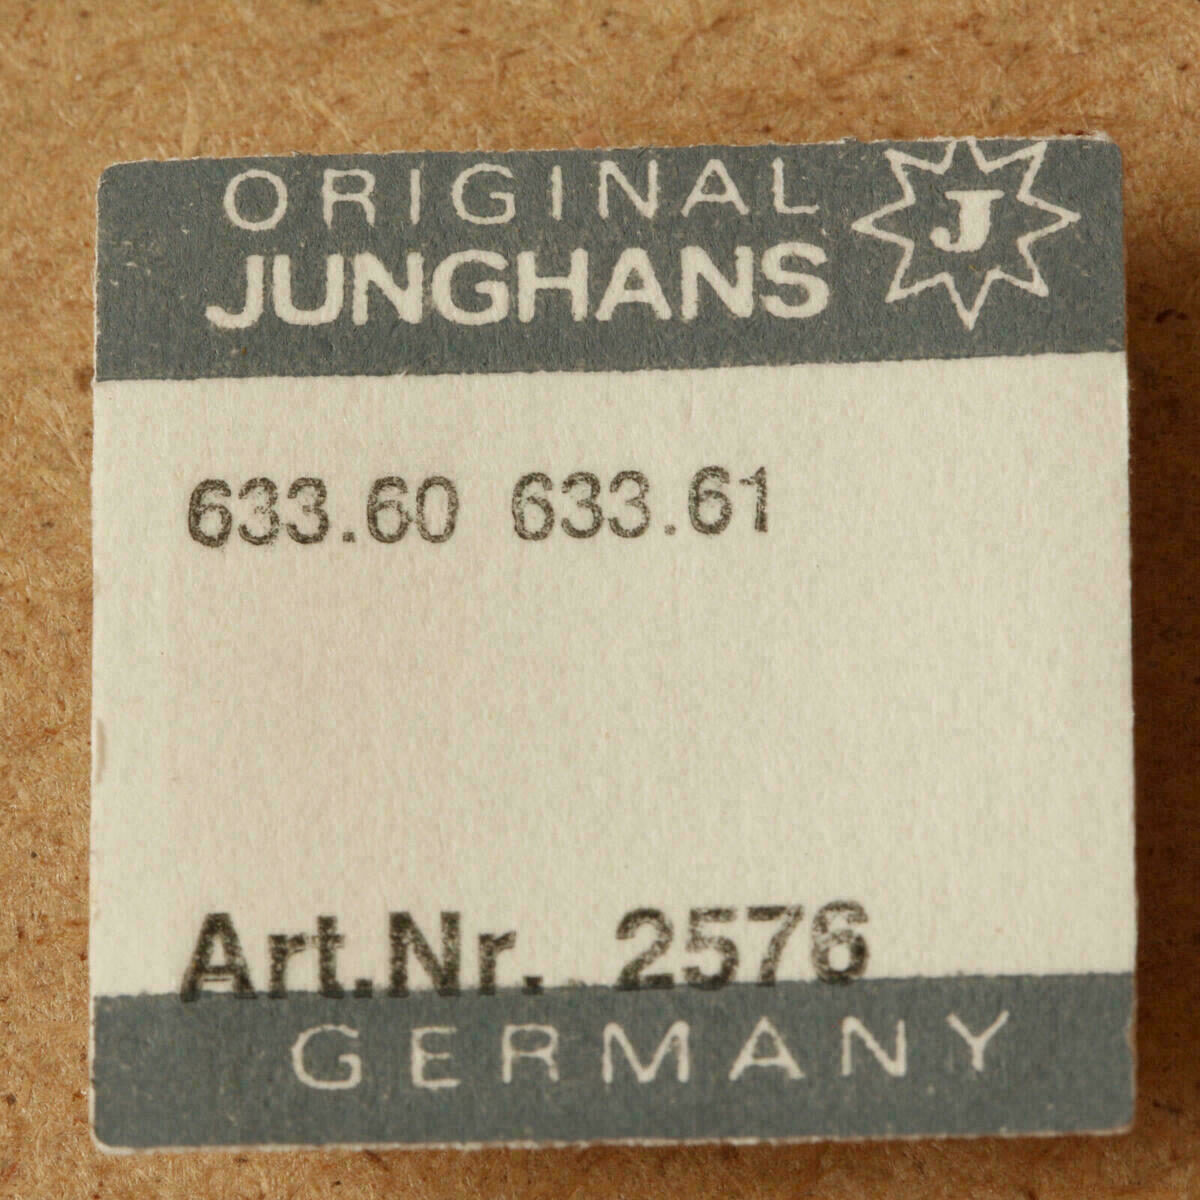 ORIGINAL
JUNGHANS
J
633.60 633.61
Art.Nr. 2576
GERMANY